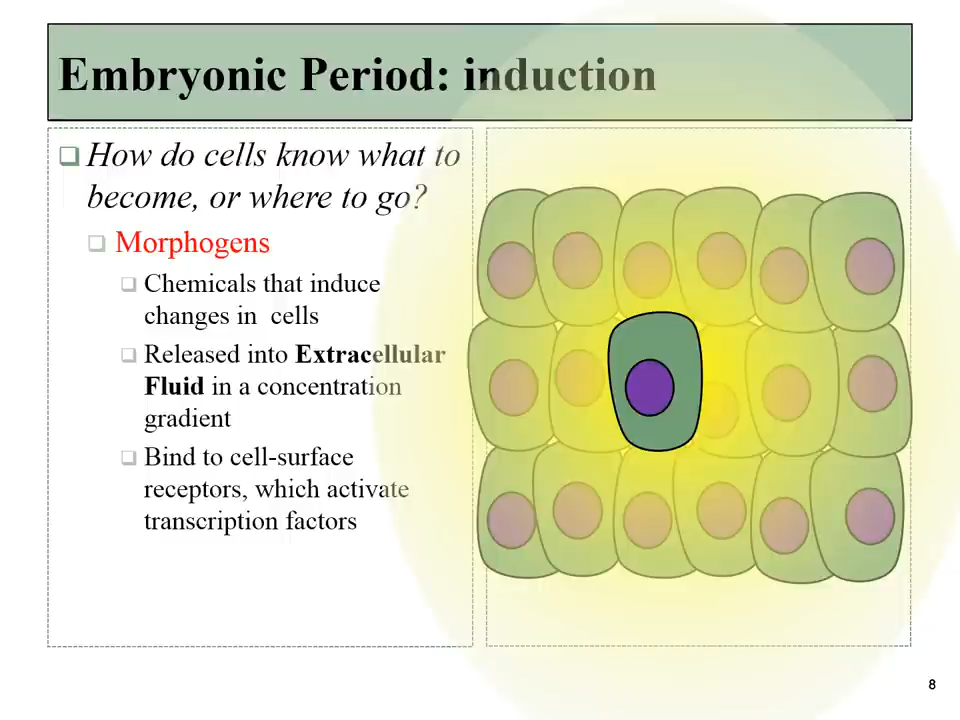 Embryonic Period: induction
How do cells know what to
become, or where to go?
Morphogens
Chemicals that induce
changes in cells
Released into Extracellular
Fluid in a concentration
gradient
Bind to cell-surface
receptors, which activate
transcription factors
8